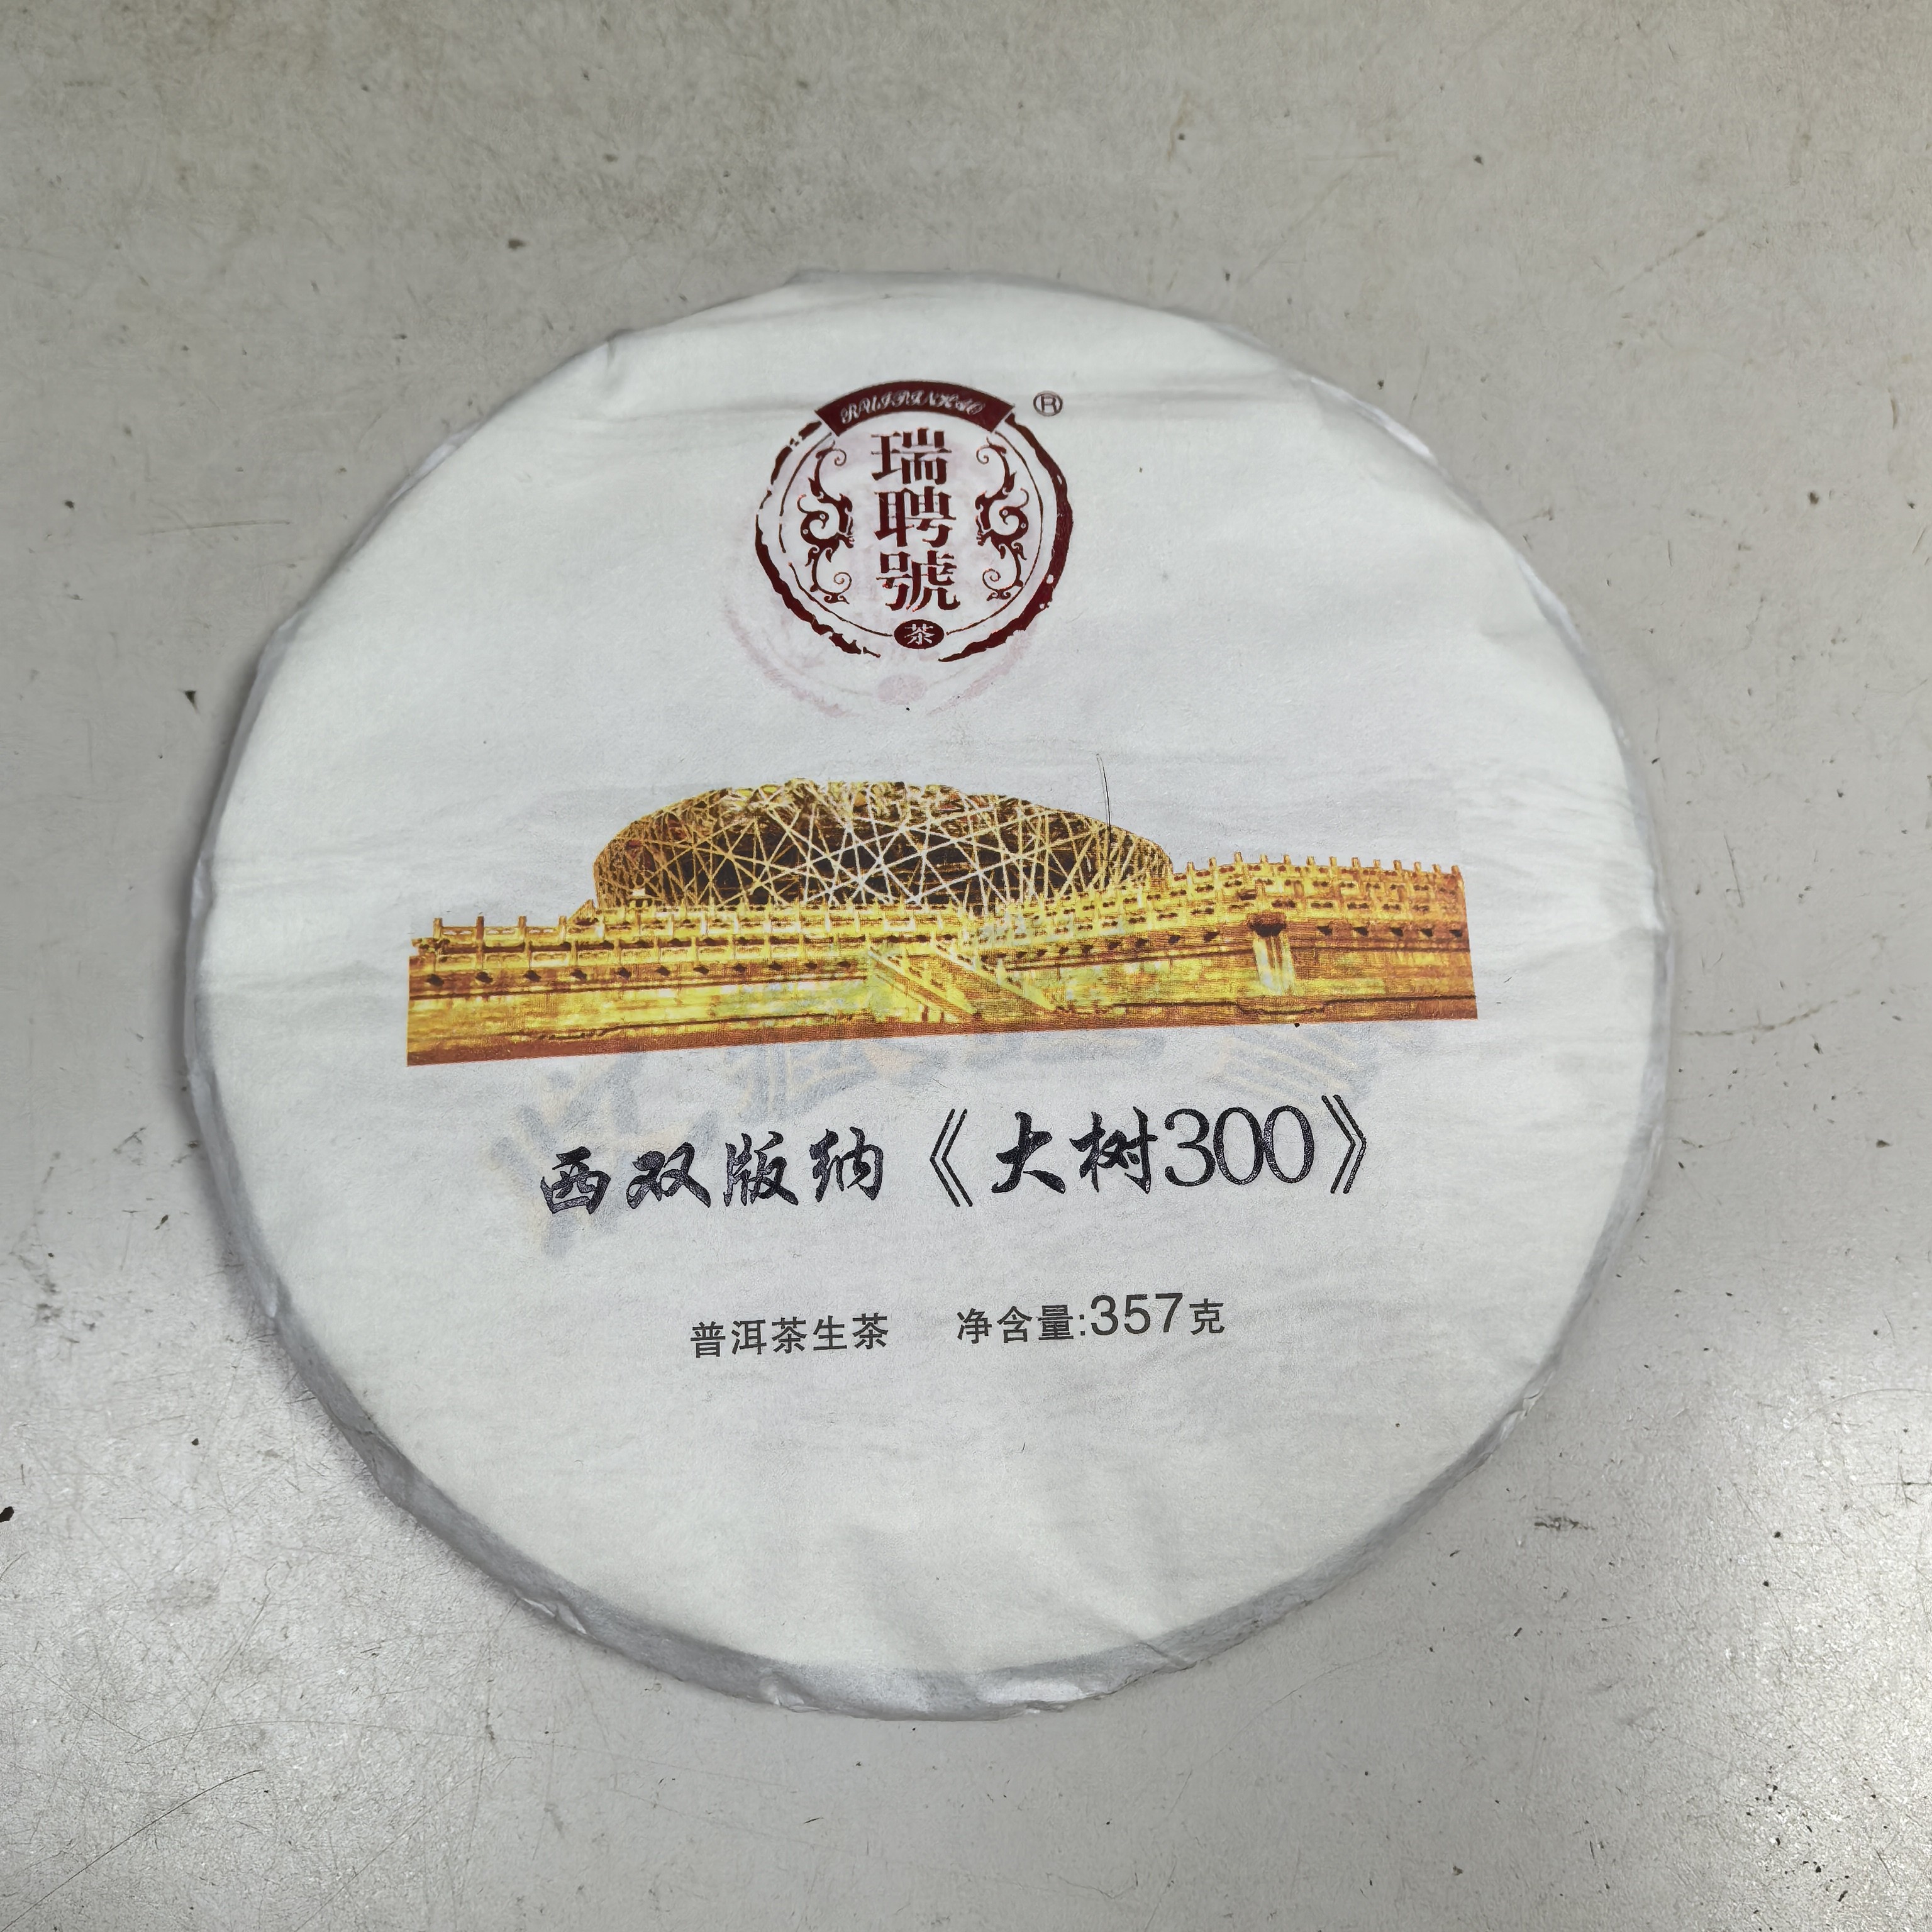 RUIPINHAO
®
瑞聘號
茶
西双版纳《大树300》
普洱茶生茶 净含量:357克